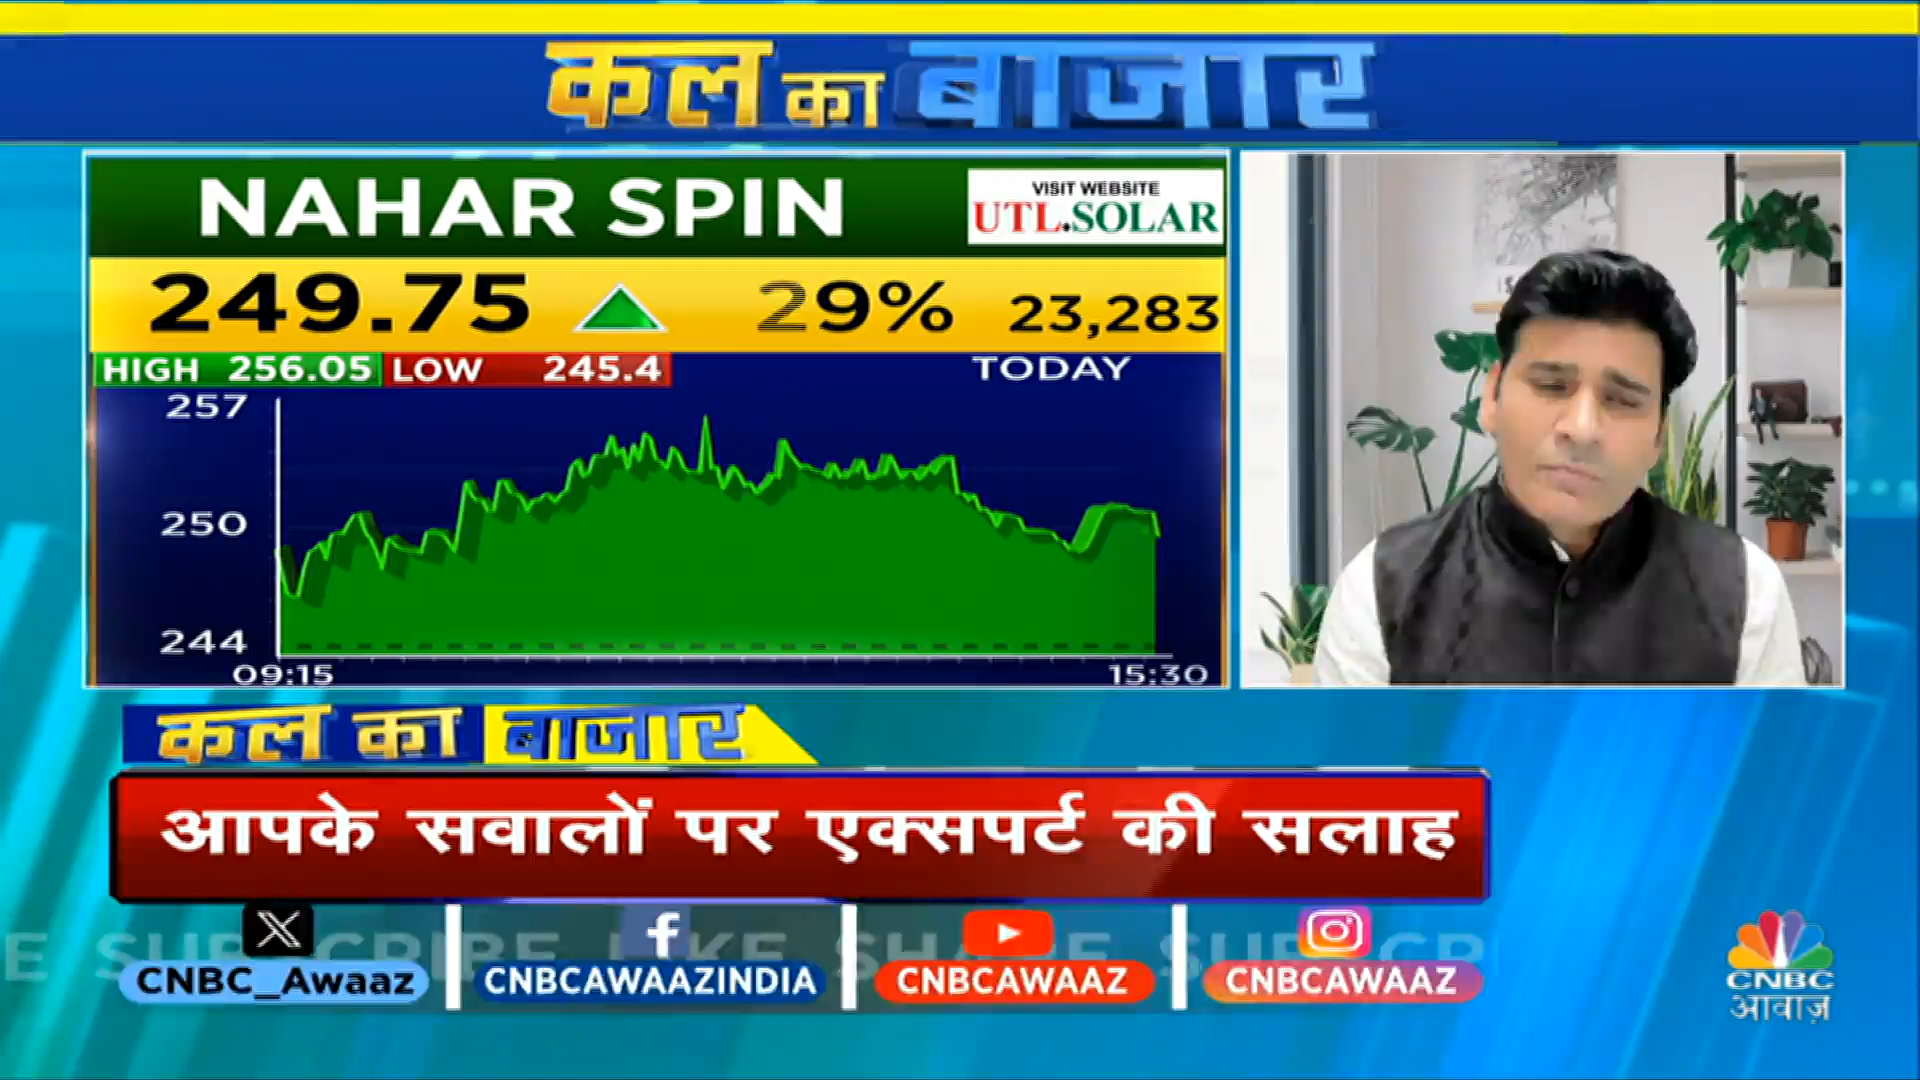 कल का बाजार
NAHAR SPIN
VISIT WEBSITE
UTL.SOLAR
249.75 29% 23,283
HIGH 256.05 LOW 245.4 TODAY
257
250
244
09:15 15:30
कल का बाजार
आपके सवालों पर एक्सपर्ट की सलाह
CNBC_Awaaz CNBCAWAAZINDIA CNBCAWAAZ CNBCAWAAZ
CNBC
आवाज़